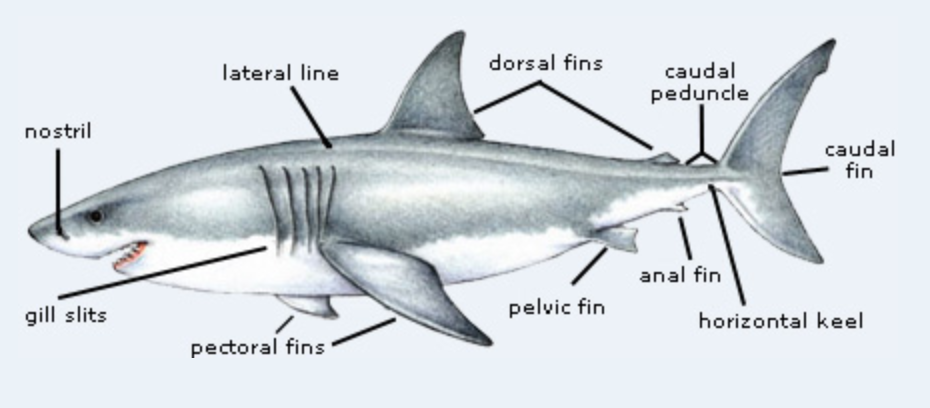 lateral line
dorsal fins
caudal
peduncle
nostril
caudal
fin
gill slits
pectoral fins
pelvic fin
anal fin
horizontal keel